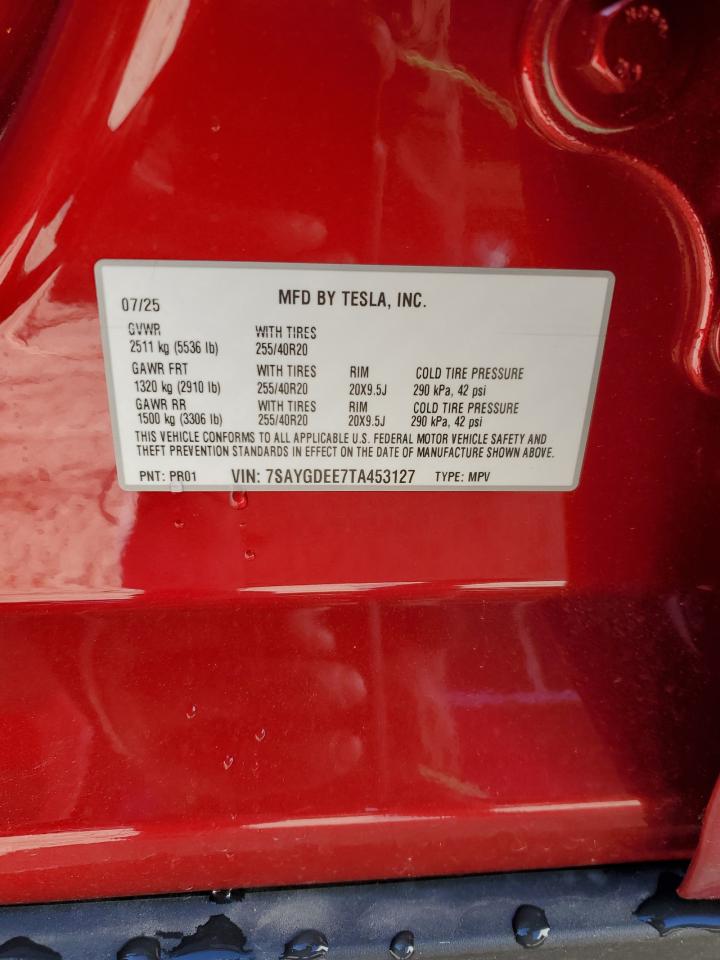 07/25 MFD BY TESLA, INC.
GVWR WITH TIRES
2511 kg (5536 lb) 255/40R20
GAWR FRT WITH TIRES RIM COLD TIRE PRESSURE
1320 kg (2910 lb) 255/40R20 20X9.5J 290 kPa, 42 psi
GAWR RR WITH TIRES RIM COLD TIRE PRESSURE
1500 kg (3306 lb) 255/40R20 20X9.5J 290 kPa, 42 psi
THIS VEHICLE CONFORMS TO ALL APPLICABLE U.S. FEDERAL MOTOR VEHICLE SAFETY AND
THEFT PREVENTION STANDARDS IN EFFECT ON THE DATE OF MANUFACTURE SHOWN ABOVE.
PNT: PR01 VIN: 7SAYGDEE7TA453127 TYPE: MPV